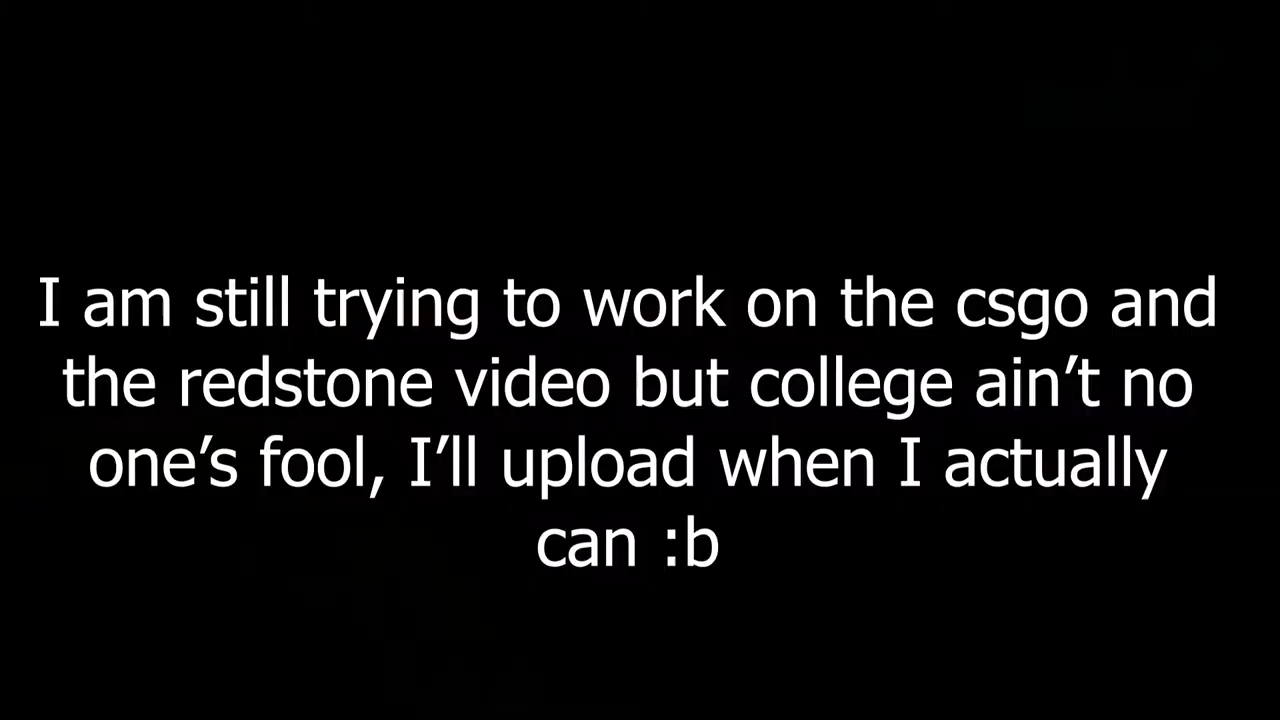 I am still trying to work on the csgo and
the redstone video but college ain’t no
one’s fool, I’ll upload when I actually
can :b